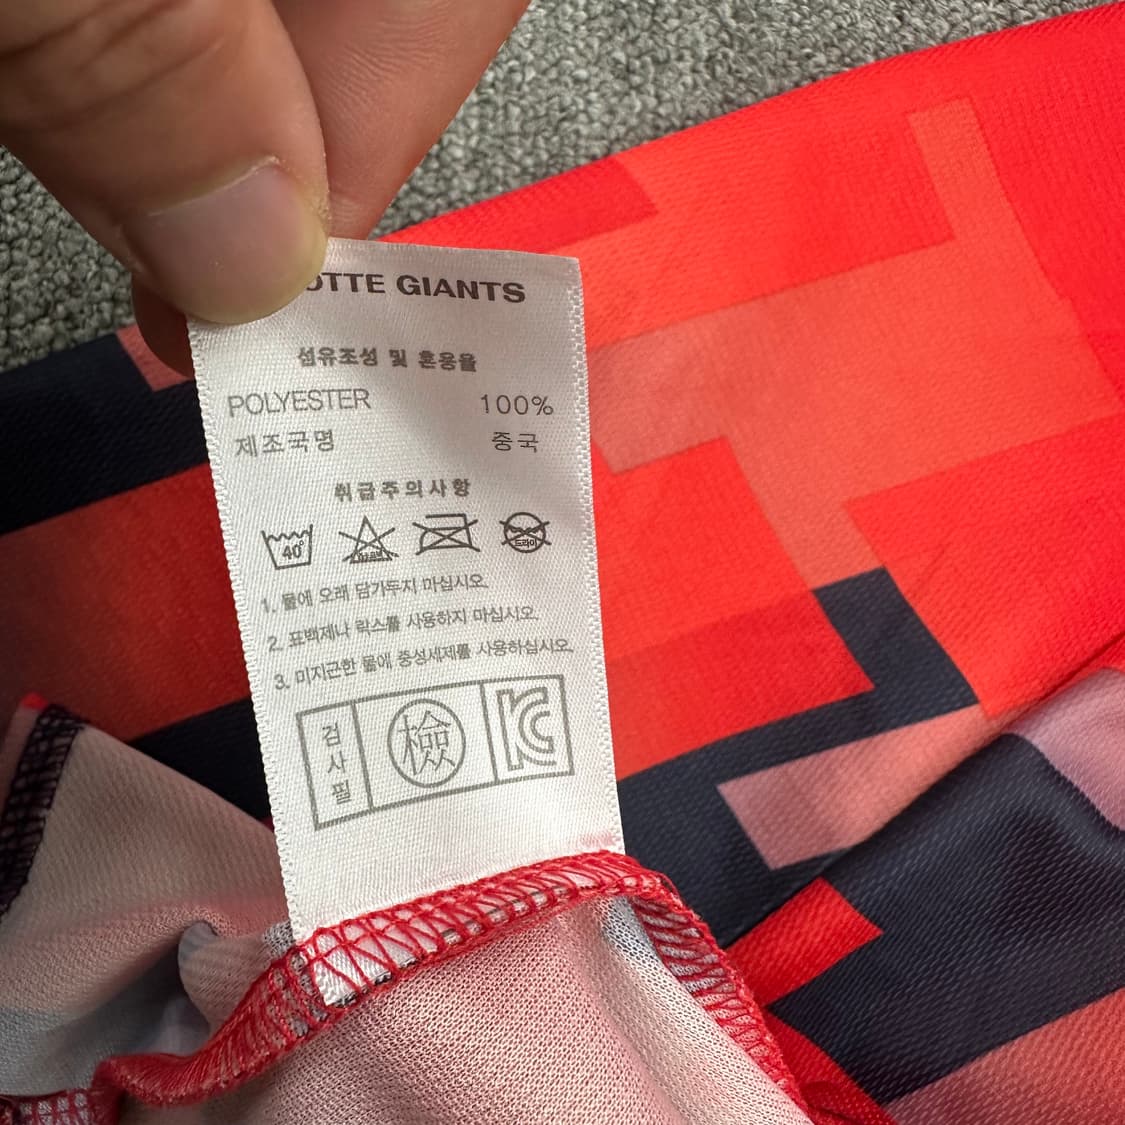 OTTE GIANTS
섬유조성 및 혼용율
POLYESTER 100%
제조국명 중국
취급주의사항
40° 드라이
1. 물에 오래 담가두지 마십시오.
2. 표백제나 락스를 사용하지 마십시오.
3. 미지근한 물에 중성세제를 사용하십시오.
검사필 檢 KC